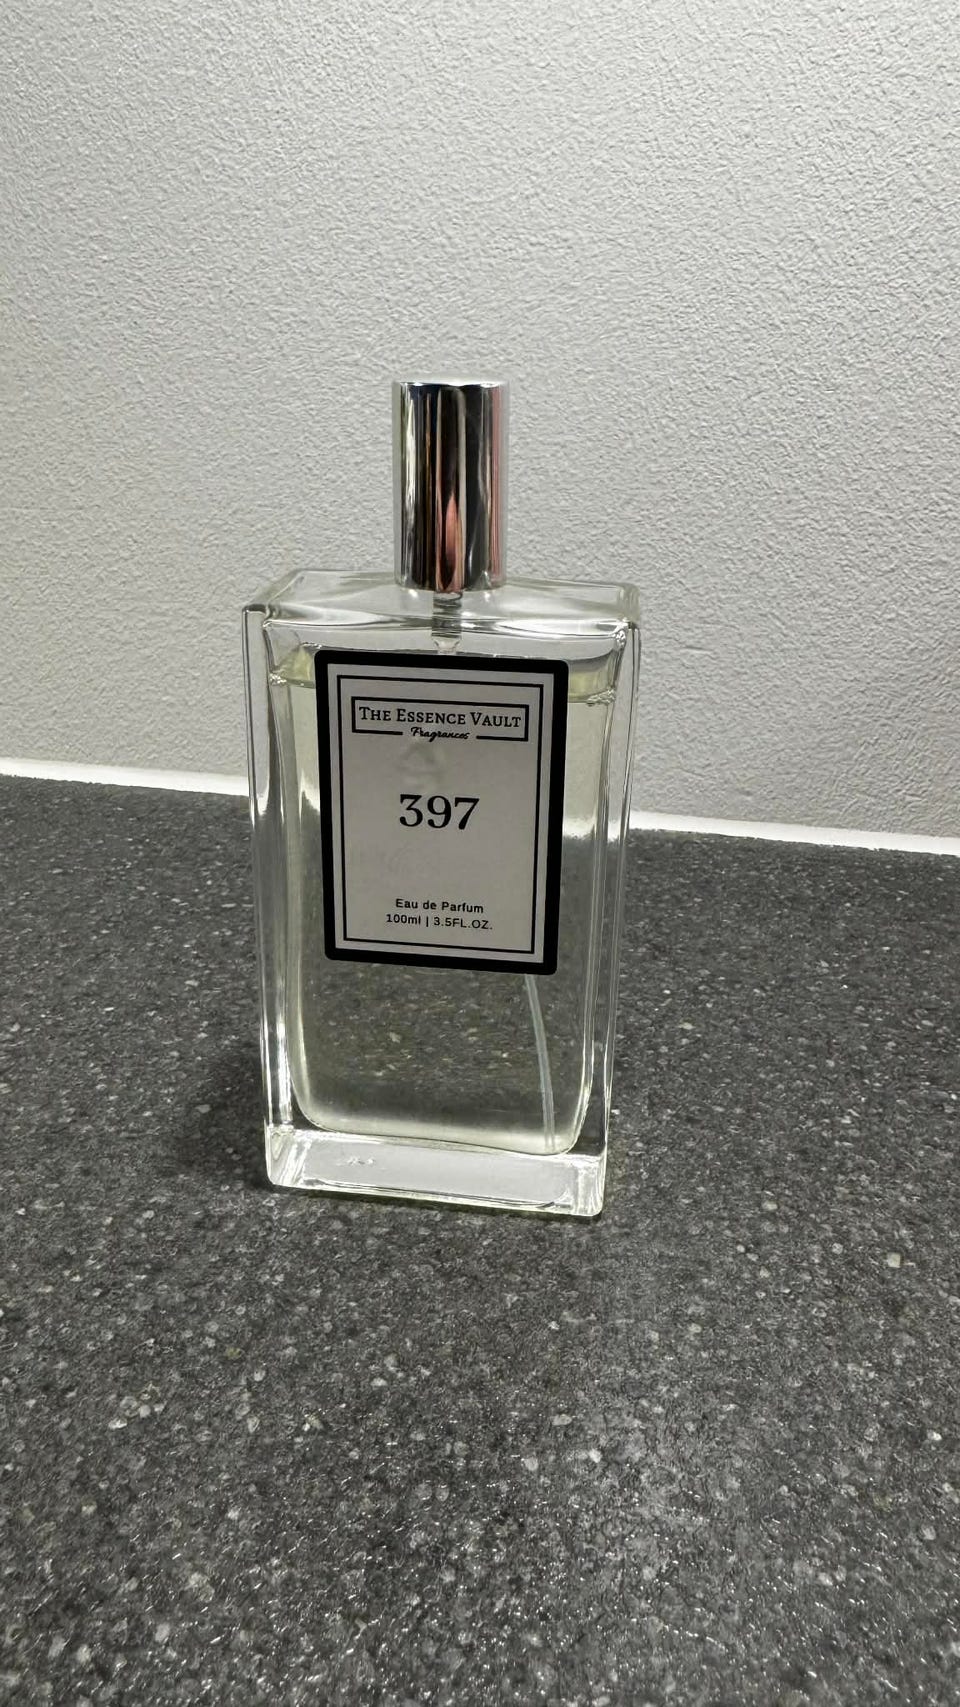 THE ESSENCE VAULT
Fragrances
397
Eau de Parfum
100ml | 3.5FL.OZ.